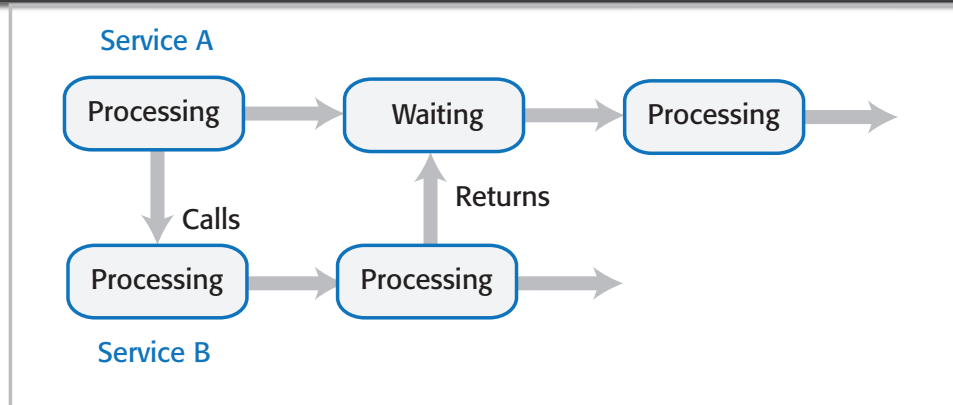 Service A
Processing
Waiting
Processing
Returns
Calls
Processing
Processing
Service B